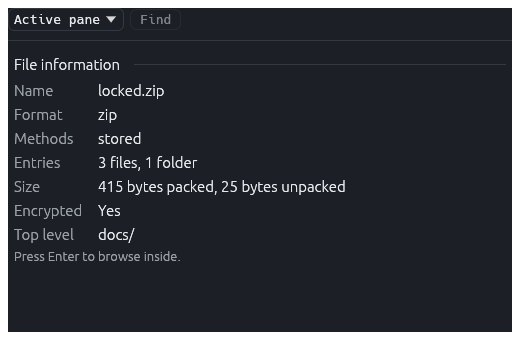 Active pane ▼ Find
File information
Name locked.zip
Format zip
Methods stored
Entries 3 files, 1 folder
Size 415 bytes packed, 25 bytes unpacked
Encrypted Yes
Top level docs/
Press Enter to browse inside.